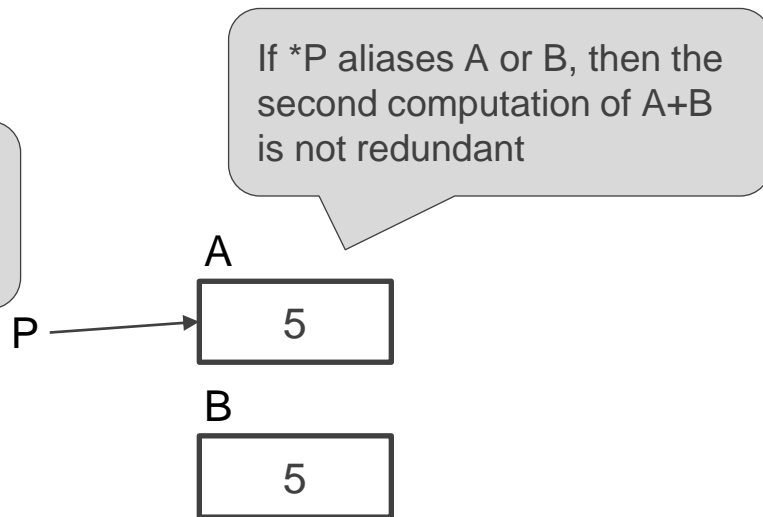 If *P aliases A or B, then the
second computation of A+B
is not redundant
A
P
5
B
5